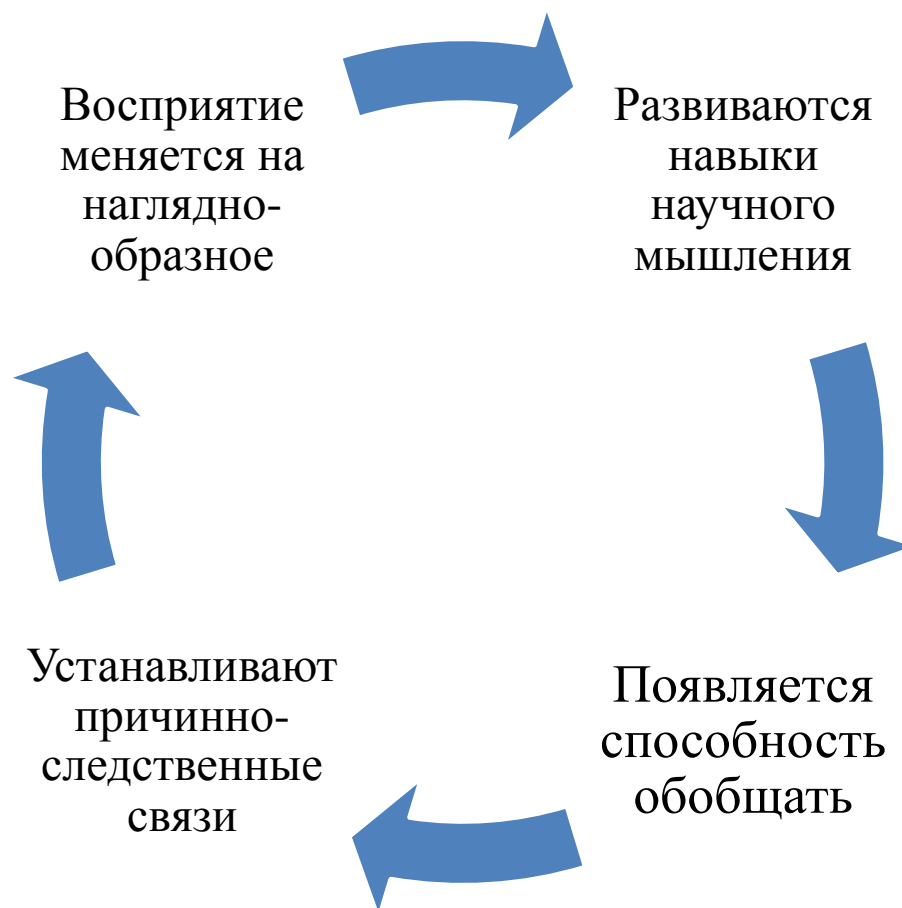 Восприятие
меняется на
наглядно-
образное
Развиваются
навыки
научного
мышления
Появляется
способность
обобщать
Устанавливают
причинно-
следственные
связи